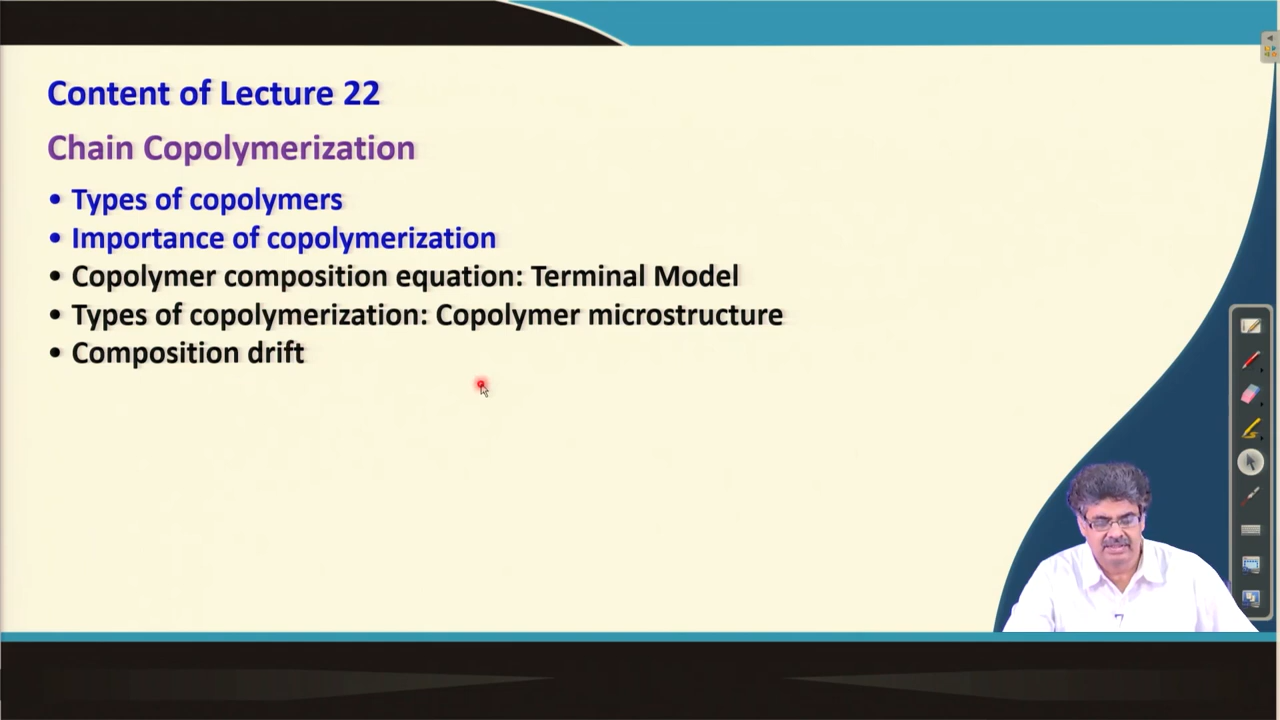 Content of Lecture 22
Chain Copolymerization
• Types of copolymers
• Importance of copolymerization
• Copolymer composition equation: Terminal Model
• Types of copolymerization: Copolymer microstructure
• Composition drift